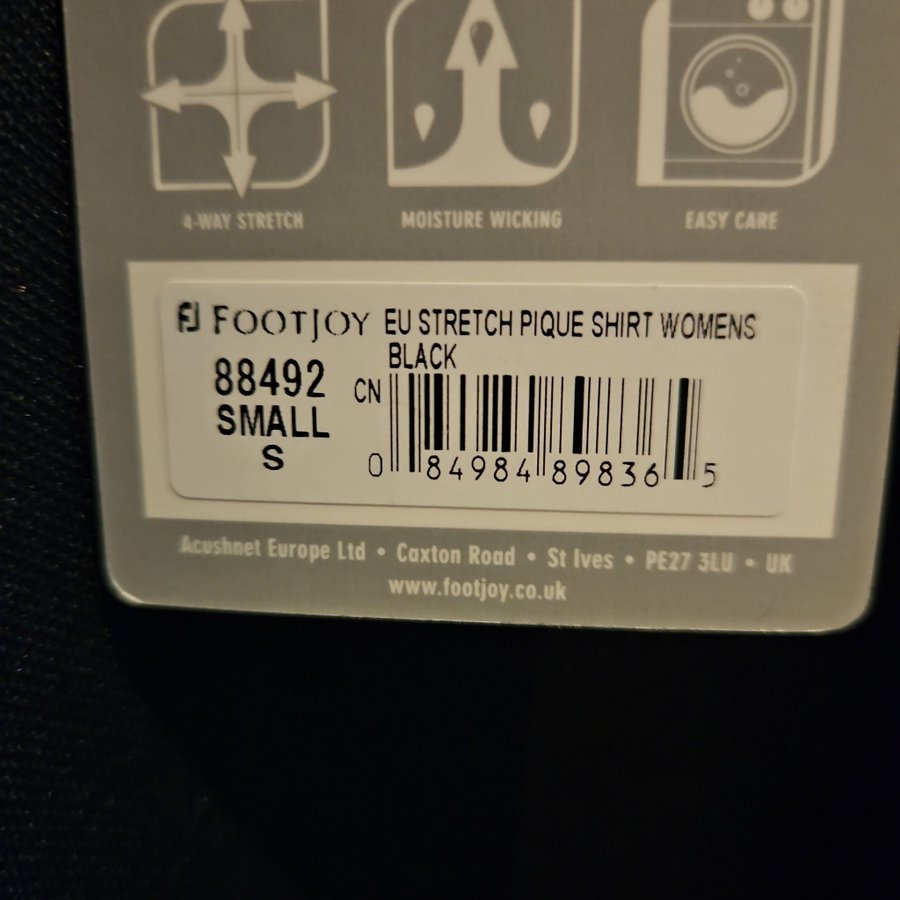 4-WAY STRETCH MOISTURE WICKING EASY CARE
FJ FOOTJOY EU STRETCH PIQUE SHIRT WOMENS
BLACK
88492
CN
SMALL
S
0 84984 89836 5
Acushnet Europe Ltd • Caxton Road • St Ives • PE27 3LU • UK
www.footjoy.co.uk